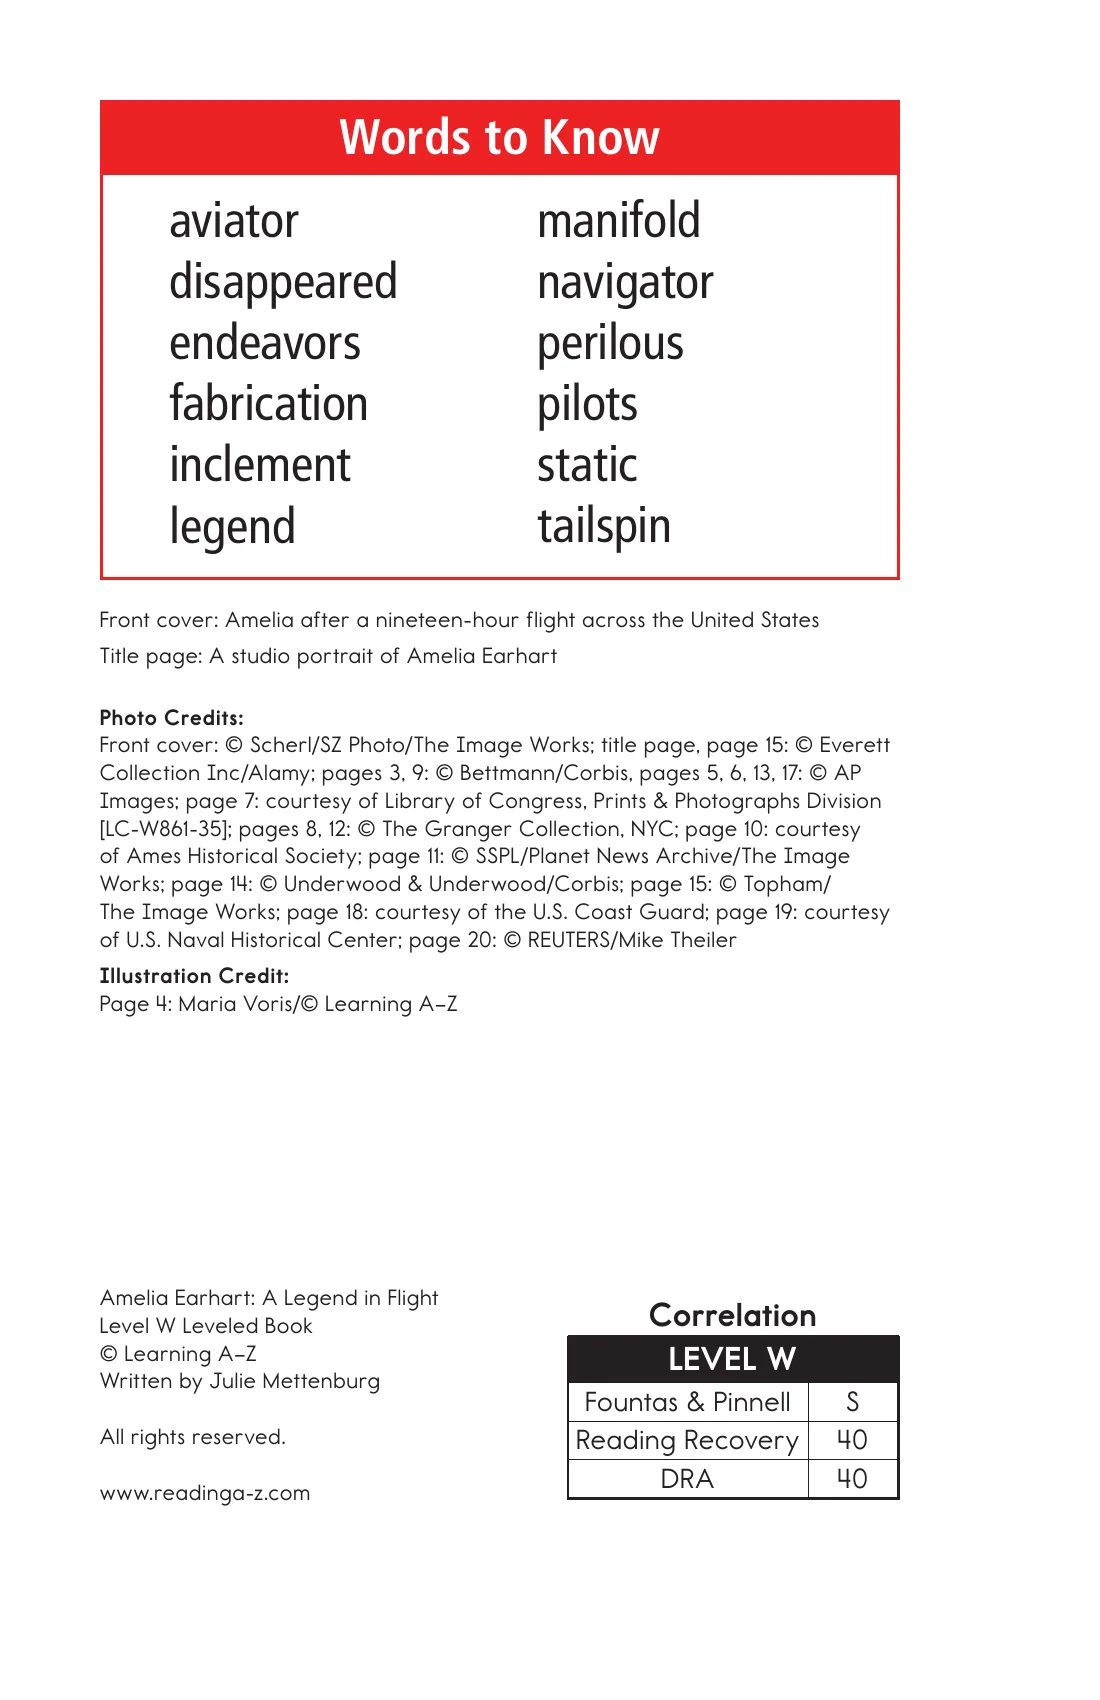 Words to Know
aviator
disappeared
endeavors
fabrication
inclement
legend
manifold
navigator
perilous
pilots
static
tailspin
Front cover: Amelia after a nineteen-hour flight across the United States
Title page: A studio portrait of Amelia Earhart
Photo Credits:
Front cover: © Scherl/SZ Photo/The Image Works; title page, page 15: © Everett
Collection Inc/Alamy; pages 3, 9: © Bettmann/Corbis, pages 5, 6, 13, 17: © AP
Images; page 7: courtesy of Library of Congress, Prints & Photographs Division
[LC-W861-35]; pages 8, 12: © The Granger Collection, NYC; page 10: courtesy
of Ames Historical Society; page 11: © SSPL/Planet News Archive/The Image
Works; page 14: © Underwood & Underwood/Corbis; page 15: © Topham/
The Image Works; page 18: courtesy of the U.S. Coast Guard; page 19: courtesy
of U.S. Naval Historical Center; page 20: © REUTERS/Mike Theiler
Illustration Credit:
Page 4: Maria Voris/© Learning A–Z
Amelia Earhart: A Legend in Flight
Level W Leveled Book
© Learning A–Z
Written by Julie Mettenburg
All rights reserved.
www.readinga-z.com
Correlation
LEVEL W
Fountas & Pinnell S
Reading Recovery 40
DRA 40